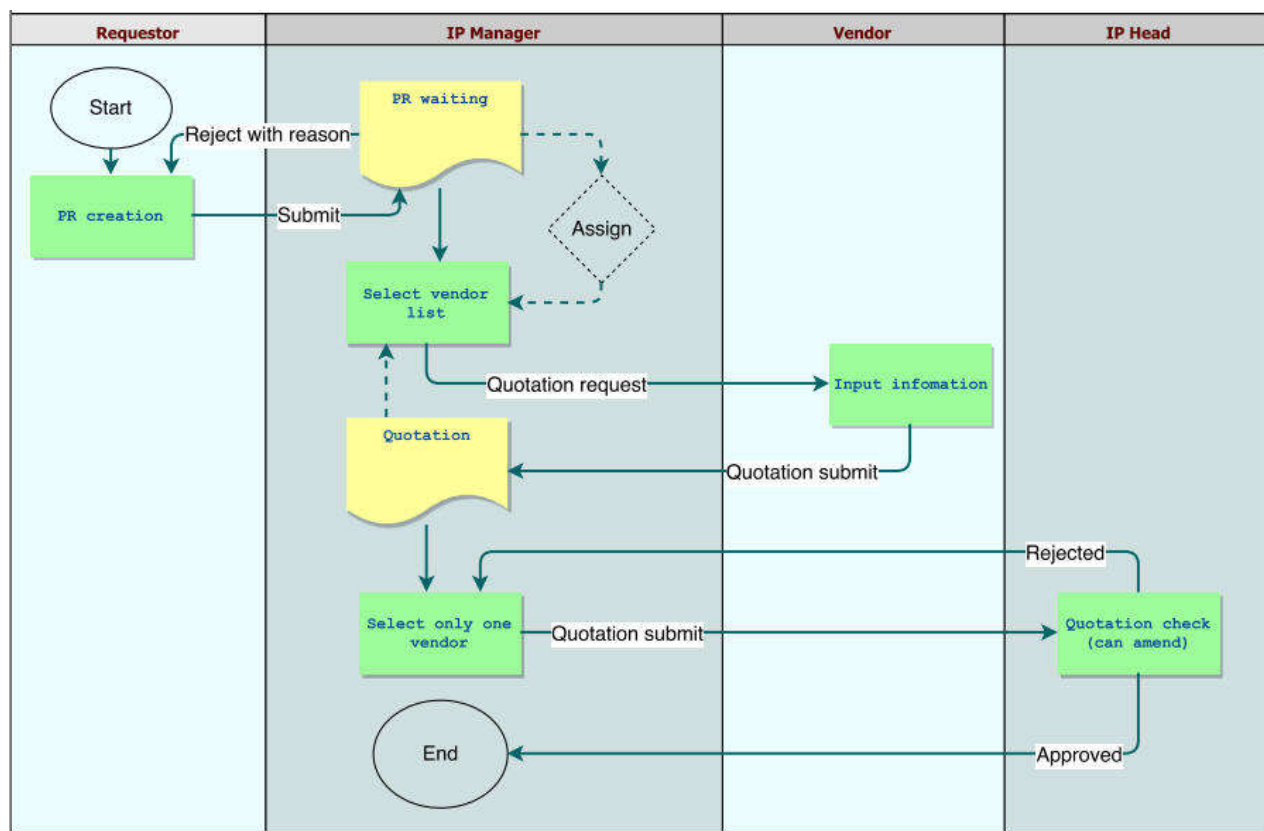 Requestor
IP Manager
Vendor
IP Head
Start
PR waiting
Reject with reason
PR creation
Submit
Assign
Select vendor
list
Quotation request
Input infomation
Quotation
Quotation submit
Rejected
Select only one
vendor
Quotation submit
Quotation check
(can amend)
End
Approved